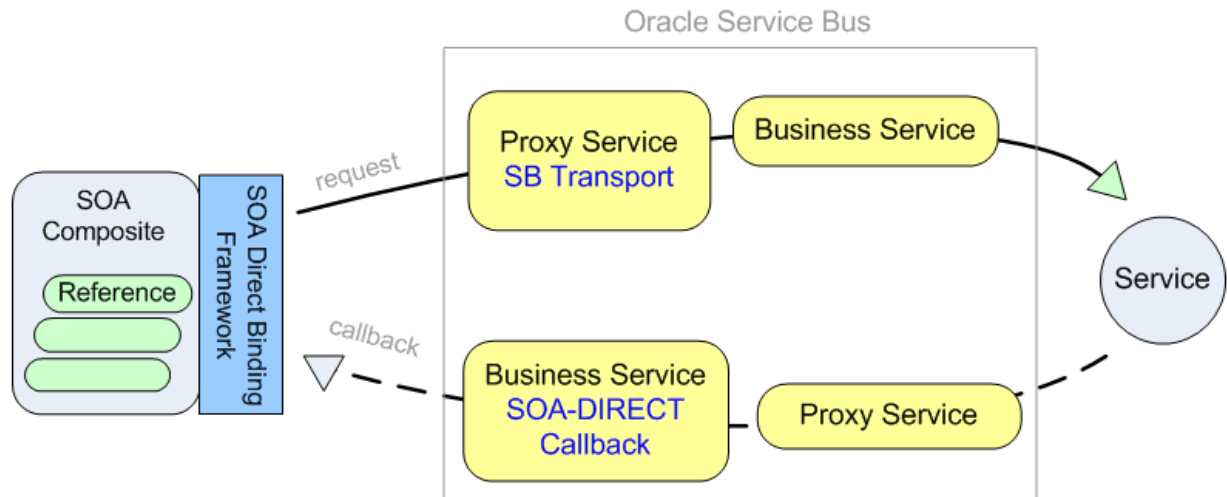 Oracle Service Bus
Proxy Service
SB Transport
Business Service
request
SOA
Composite
Reference
SOA Direct Binding
Framework
Service
callback
Business Service
SOA-DIRECT
Callback
Proxy Service